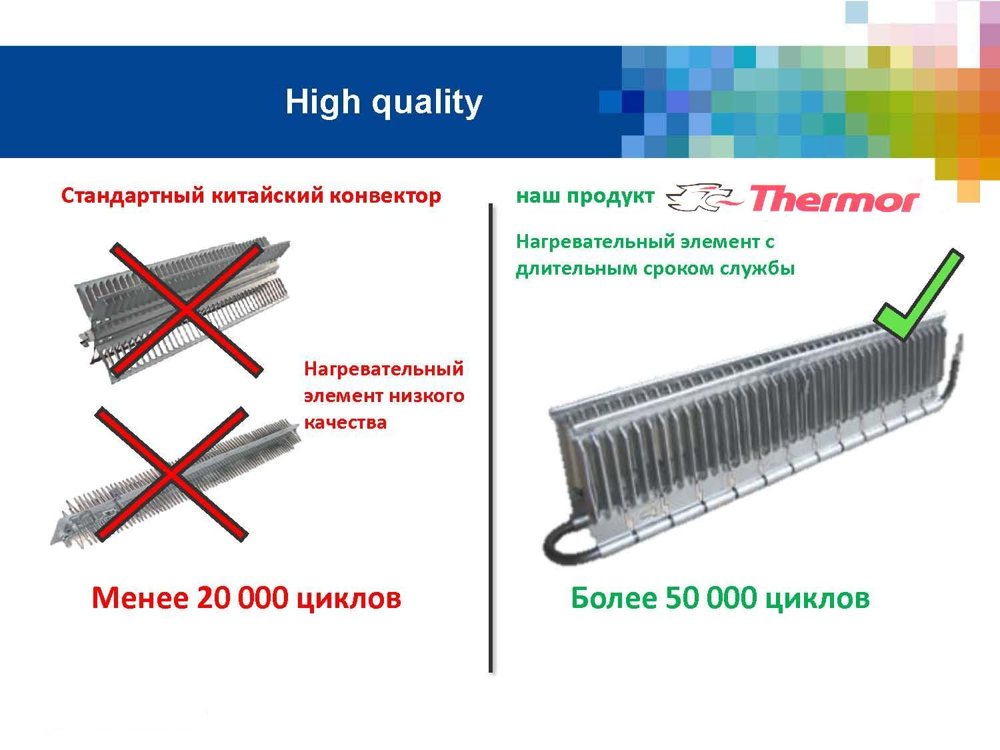 High quality
Стандартный китайский конвектор
Нагревательный
элемент низкого
качества
Менее 20 000 циклов
наш продукт Thermor
Нагревательный элемент с
длительным сроком службы
Более 50 000 циклов